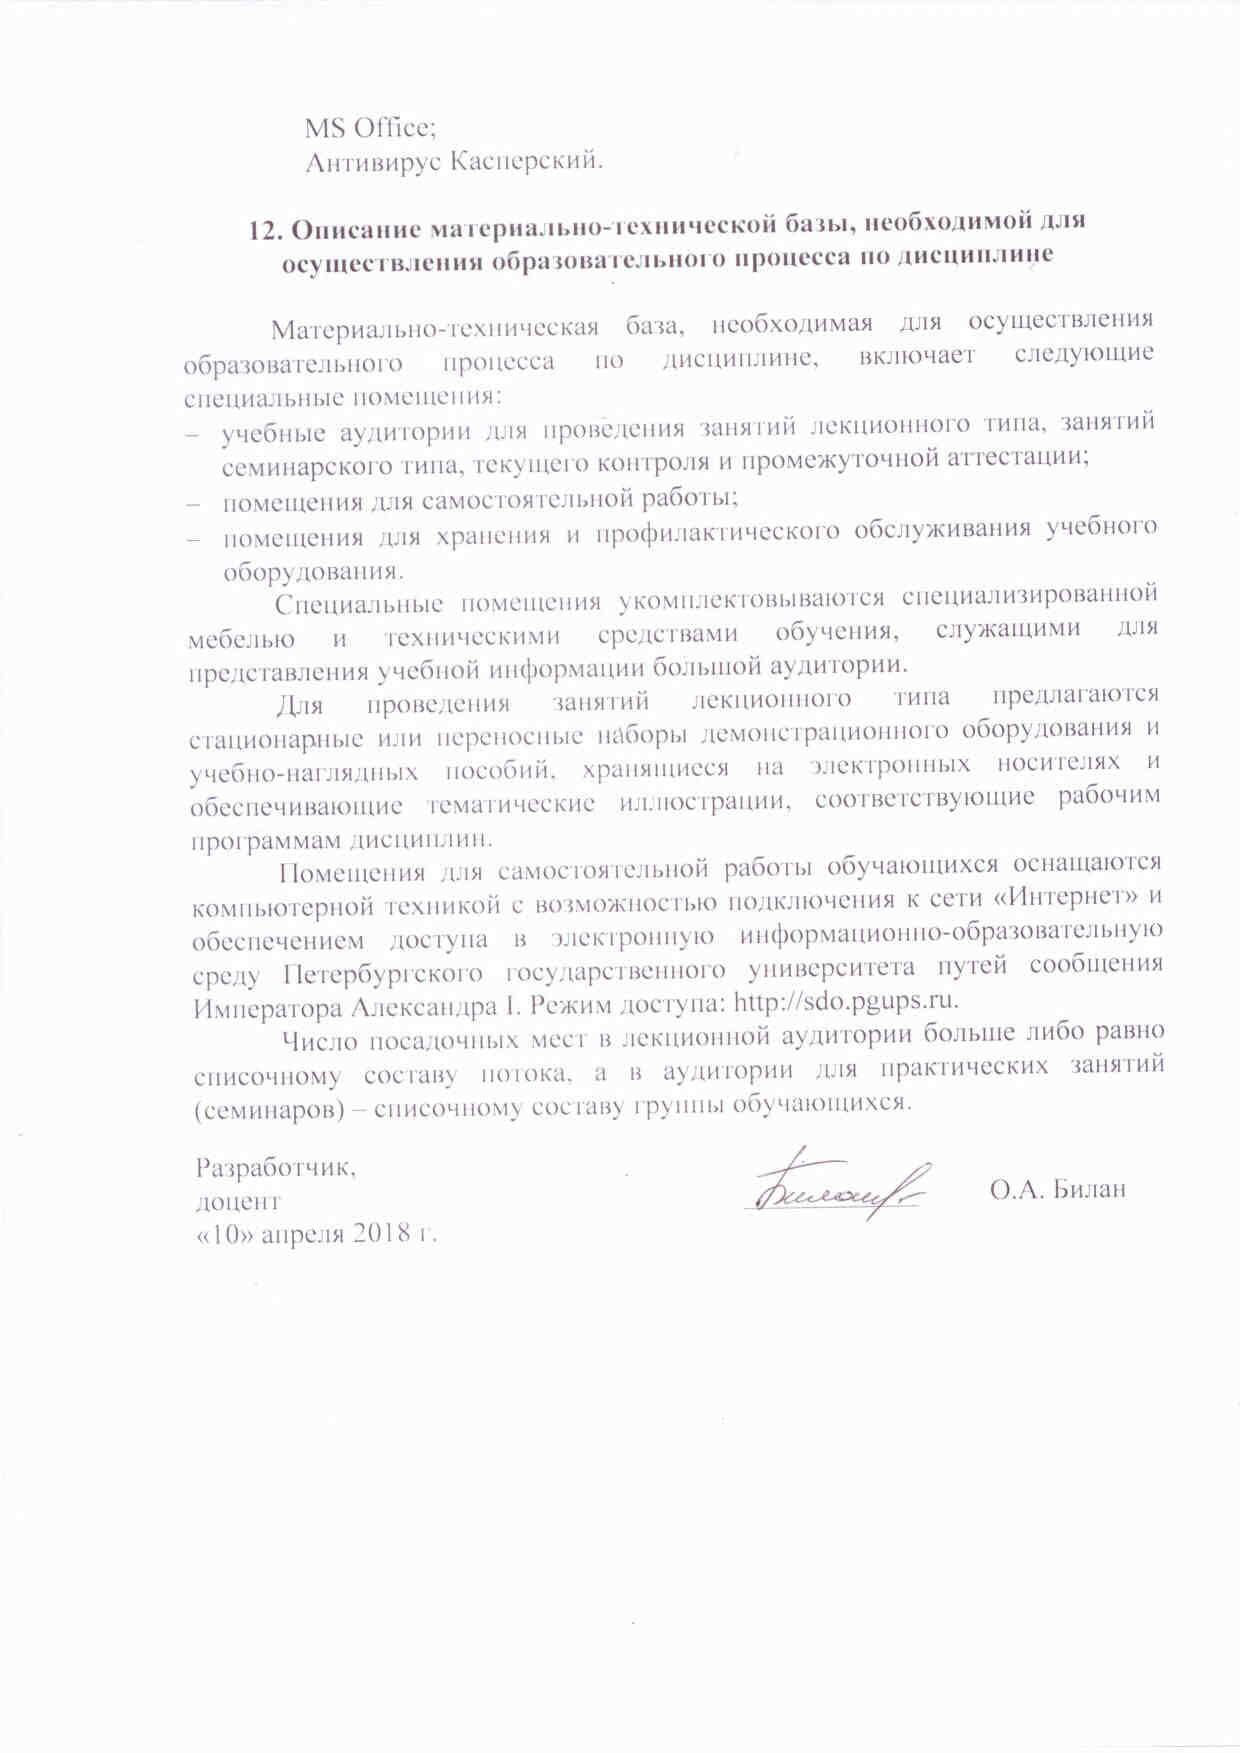 MS Office;
Антивирус Касперский.
12. Описание материально-технической базы, необходимой для
осуществления образовательного процесса по дисциплине
Материально-техническая база, необходимая для осуществления
образовательного процесса по дисциплине, включает следующие
специальные помещения:
– учебные аудитории для проведения занятий лекционного типа, занятий
семинарского типа, текущего контроля и промежуточной аттестации;
– помещения для самостоятельной работы;
– помещения для хранения и профилактического обслуживания учебного
оборудования.
Специальные помещения укомплектовываются специализированной
мебелью и техническими средствами обучения, служащими для
представления учебной информации большой аудитории.
Для проведения занятий лекционного типа предлагаются
стационарные или переносные наборы демонстрационного оборудования и
учебно-наглядных пособий, хранящиеся на электронных носителях и
обеспечивающие тематические иллюстрации, соответствующие рабочим
программам дисциплин.
Помещения для самостоятельной работы обучающихся оснащаются
компьютерной техникой с возможностью подключения к сети «Интернет» и
обеспечением доступа в электронную информационно-образовательную
среду Петербургского государственного университета путей сообщения
Императора Александра I. Режим доступа: http://sdo.pgups.ru.
Число посадочных мест в лекционной аудитории больше либо равно
списочному составу потока, а в аудитории для практических занятий
(семинаров) – списочному составу группы обучающихся.
Разработчик,
доцент
О.А. Билан
«10» апреля 2018 г.